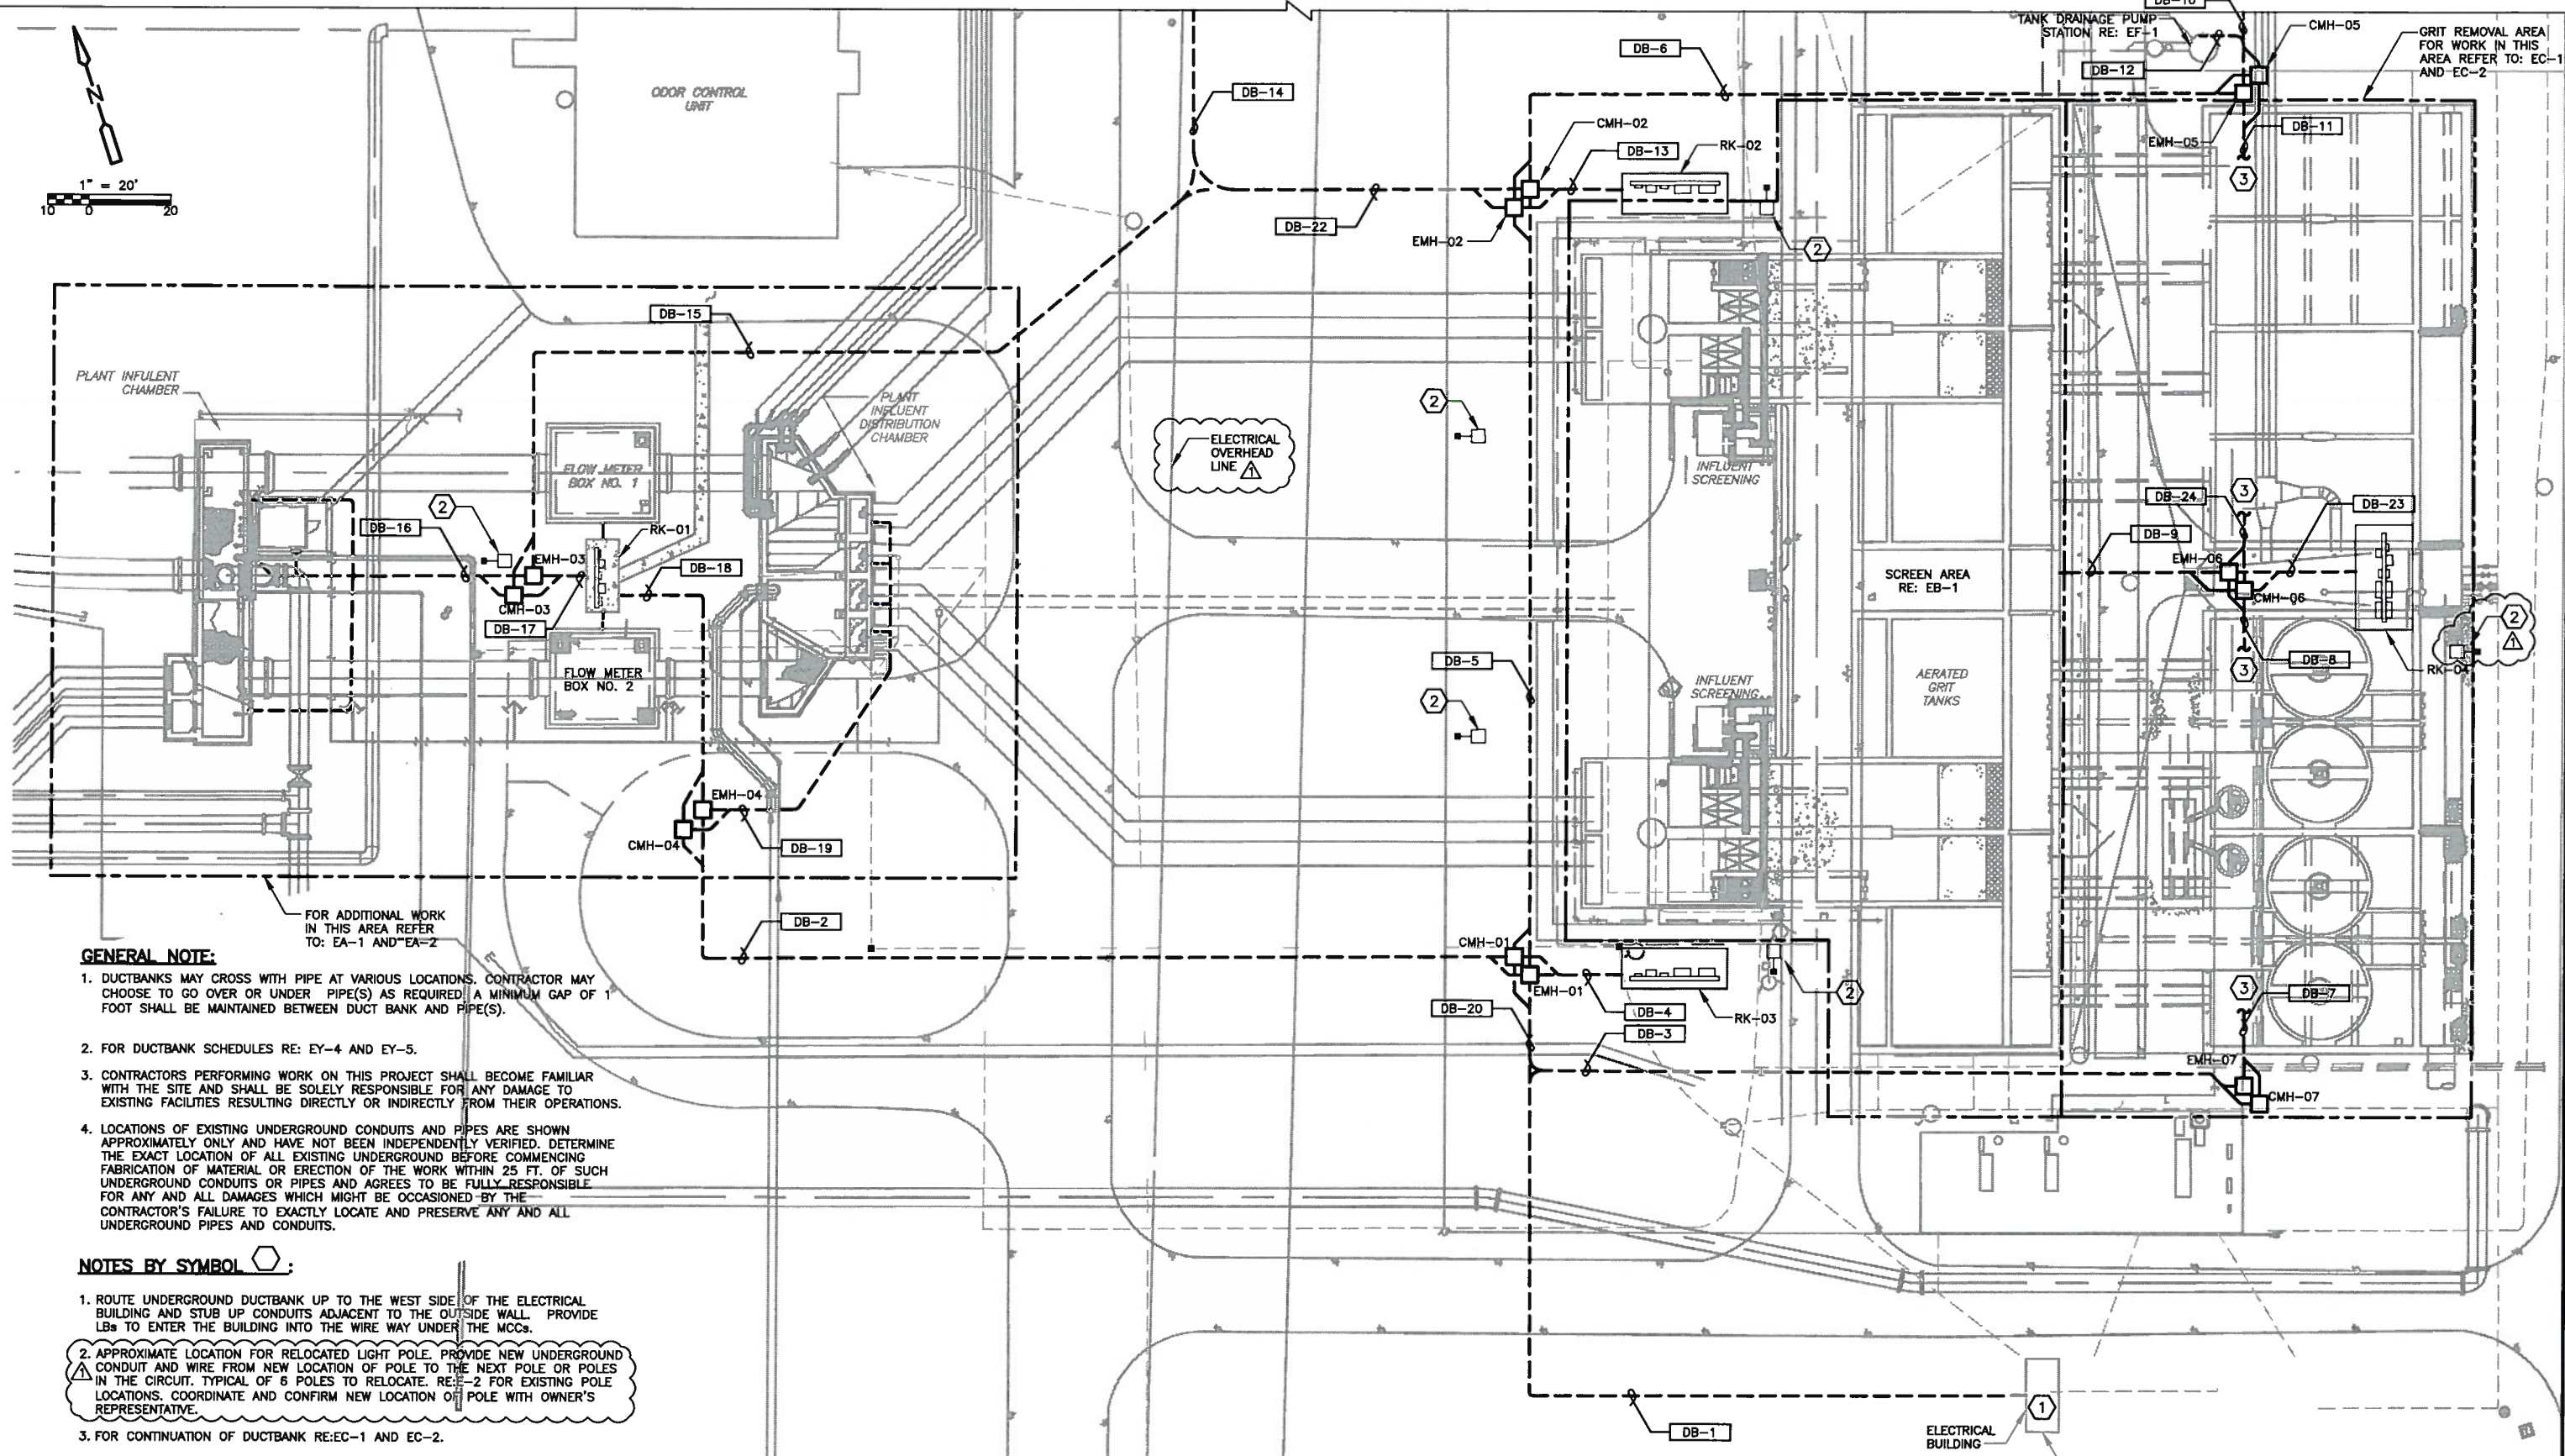 DB-10
TANK DRAINAGE PUMP
STATION RE: EF-1
CMH-05
GRIT REMOVAL AREA
FOR WORK IN THIS
AREA REFER TO: EC-1
AND EC-2
DB-6
DB-12
N
ODOR CONTROL
UNIT
DB-14
CMH-02
DB-13
RK-02
DB-11
EMH-05
3
1" = 20'
10 0 20
DB-22
EMH-02
2
DB-15
PLANT INFULENT
CHAMBER
PLANT
INFLUENT
DISTRIBUTION
CHAMBER
2
ELECTRICAL
OVERHEAD
LINE 1
FLOW METER
BOX NO. 1
INFLUENT
SCREENING
DB-24
3
DB-23
2
DB-16
RK-01
DB-9
EMH-03
DB-18
EMH-06
SCREEN AREA
RE: EB-1
CMH-03
CMH-06
DB-17
2
1
DB-5
DB-8
3
RK-04
FLOW METER
BOX NO. 2
INFLUENT
SCREENING
AERATED
GRIT
TANKS
2
EMH-04
CMH-04
DB-19
FOR ADDITIONAL WORK
IN THIS AREA REFER
TO: EA-1 AND EA-2
DB-2
CMH-01
EMH-01
2
3
DB-7
DB-20
DB-4
RK-03
DB-3
EMH-07
CMH-07
GENERAL NOTE:
1. DUCTBANKS MAY CROSS WITH PIPE AT VARIOUS LOCATIONS. CONTRACTOR MAY
CHOOSE TO GO OVER OR UNDER PIPE(S) AS REQUIRED. A MINIMUM GAP OF 1
FOOT SHALL BE MAINTAINED BETWEEN DUCT BANK AND PIPE(S).
2. FOR DUCTBANK SCHEDULES RE: EY-4 AND EY-5.
3. CONTRACTORS PERFORMING WORK ON THIS PROJECT SHALL BECOME FAMILIAR
WITH THE SITE AND SHALL BE SOLELY RESPONSIBLE FOR ANY DAMAGE TO
EXISTING FACILITIES RESULTING DIRECTLY OR INDIRECTLY FROM THEIR OPERATIONS.
4. LOCATIONS OF EXISTING UNDERGROUND CONDUITS AND PIPES ARE SHOWN
APPROXIMATELY ONLY AND HAVE NOT BEEN INDEPENDENTLY VERIFIED. DETERMINE
THE EXACT LOCATION OF ALL EXISTING UNDERGROUND BEFORE COMMENCING
FABRICATION OF MATERIAL OR ERECTION OF THE WORK WITHIN 25 FT. OF SUCH
UNDERGROUND CONDUITS OR PIPES AND AGREES TO BE FULLY RESPONSIBLE
FOR ANY AND ALL DAMAGES WHICH MIGHT BE OCCASIONED BY THE
CONTRACTOR'S FAILURE TO EXACTLY LOCATE AND PRESERVE ANY AND ALL
UNDERGROUND PIPES AND CONDUITS.
NOTES BY SYMBOL :
1. ROUTE UNDERGROUND DUCTBANK UP TO THE WEST SIDE OF THE ELECTRICAL
BUILDING AND STUB UP CONDUITS ADJACENT TO THE OUTSIDE WALL. PROVIDE
LBs TO ENTER THE BUILDING INTO THE WIRE WAY UNDER THE MCCs.
2. APPROXIMATE LOCATION FOR RELOCATED LIGHT POLE. PROVIDE NEW UNDERGROUND
1 CONDUIT AND WIRE FROM NEW LOCATION OF POLE TO THE NEXT POLE OR POLES
IN THE CIRCUIT. TYPICAL OF 6 POLES TO RELOCATE. RE: -2 FOR EXISTING POLE
LOCATIONS. COORDINATE AND CONFIRM NEW LOCATION OF POLE WITH OWNER'S
REPRESENTATIVE.
3. FOR CONTINUATION OF DUCTBANK RE:EC-1 AND EC-2.
DB-1
1
ELECTRICAL
BUILDING